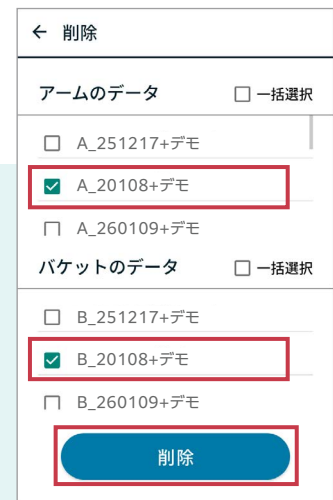 ← 削除
アームのデータ 一括選択
A_251217+デモ
A_20108+デモ
A_260109+デモ
バケットのデータ 一括選択
B_251217+デモ
B_20108+デモ
B_260109+デモ
削除